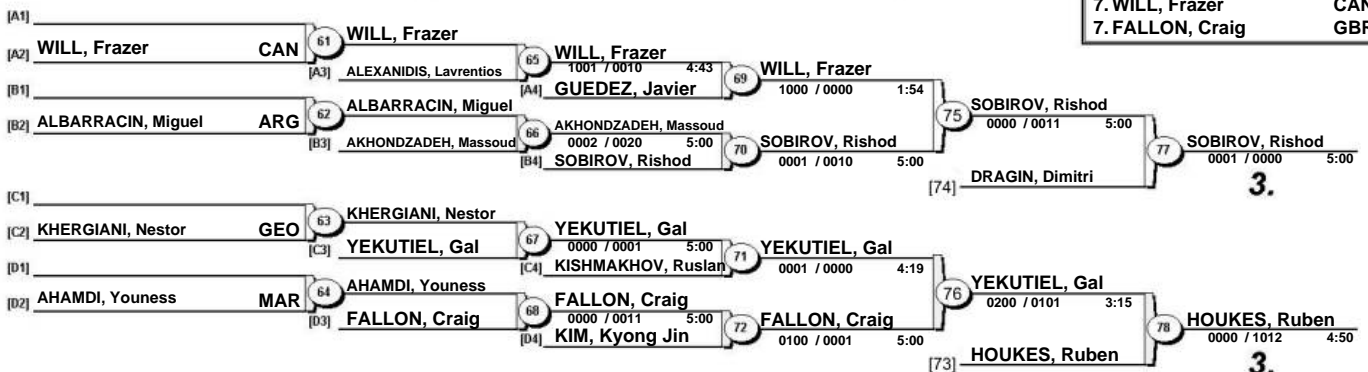 7. WILL, Frazer CAN
7. FALLON, Craig GBR
[A1]
[A2] WILL, Frazer CAN
61 WILL, Frazer
[A3] ALEXANIDIS, Lavrentios
65 WILL, Frazer
1001 / 0010 4:43
[A4] GUEDEZ, Javier
69 WILL, Frazer
1000 / 0000 1:54
[B1]
[B2] ALBARRACIN, Miguel ARG
62 ALBARRACIN, Miguel
[B3] AKHONDZADEH, Massoud
66 AKHONDZADEH, Massoud
0002 / 0020 5:00
[B4] SOBIROV, Rishod
70 SOBIROV, Rishod
0001 / 0010 5:00
75 SOBIROV, Rishod
0000 / 0011 5:00
[74] DRAGIN, Dimitri
77 SOBIROV, Rishod
0001 / 0000 5:00
3.
[C1]
[C2] KHERGIANI, Nestor GEO
63 KHERGIANI, Nestor
[C3] YEKUTIEL, Gal
67 YEKUTIEL, Gal
0000 / 0001 5:00
[C4] KISHMAKHOV, Ruslan
71 YEKUTIEL, Gal
0001 / 0000 4:19
[D1]
[D2] AHAMDI, Youness MAR
64 AHAMDI, Youness
[D3] FALLON, Craig
68 FALLON, Craig
0000 / 0011 5:00
[D4] KIM, Kyong Jin
72 FALLON, Craig
0100 / 0001 5:00
76 YEKUTIEL, Gal
0200 / 0101 3:15
[73] HOUKES, Ruben
78 HOUKES, Ruben
0000 / 1012 4:50
3.